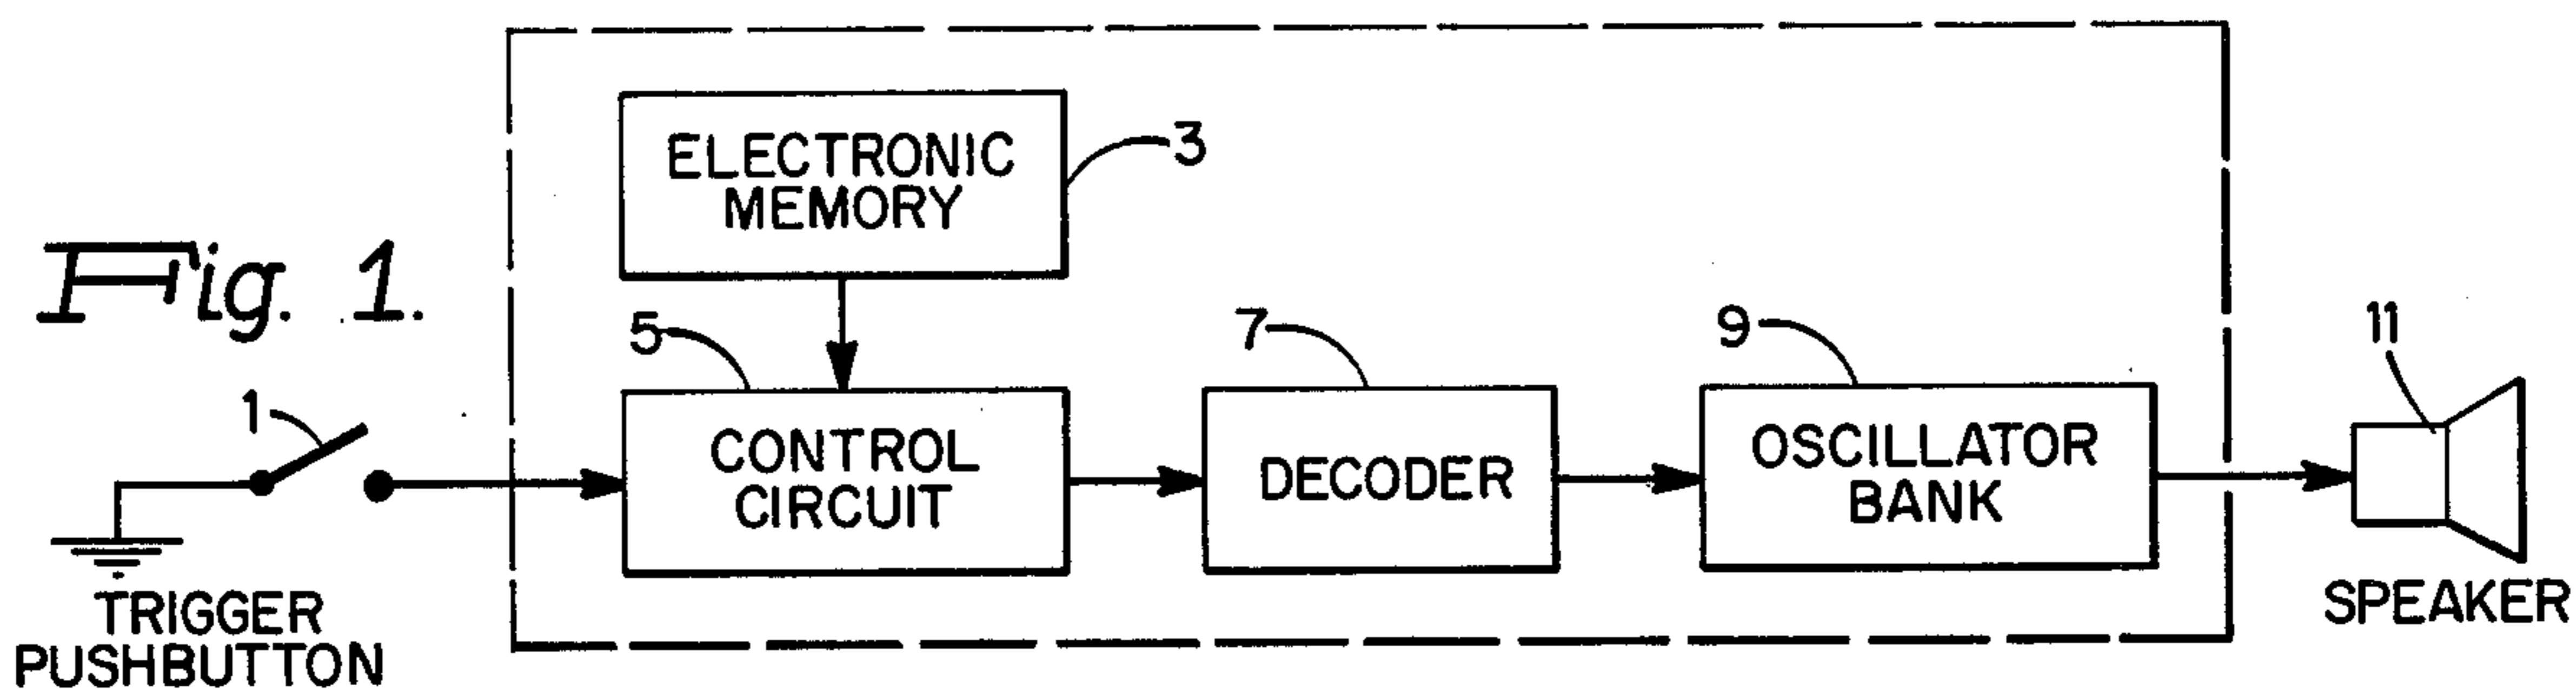 Fig. 1.
ELECTRONIC
MEMORY
3
5
7
9
11
1
CONTROL
CIRCUIT
DECODER
OSCILLATOR
BANK
TRIGGER
PUSHBUTTON
SPEAKER